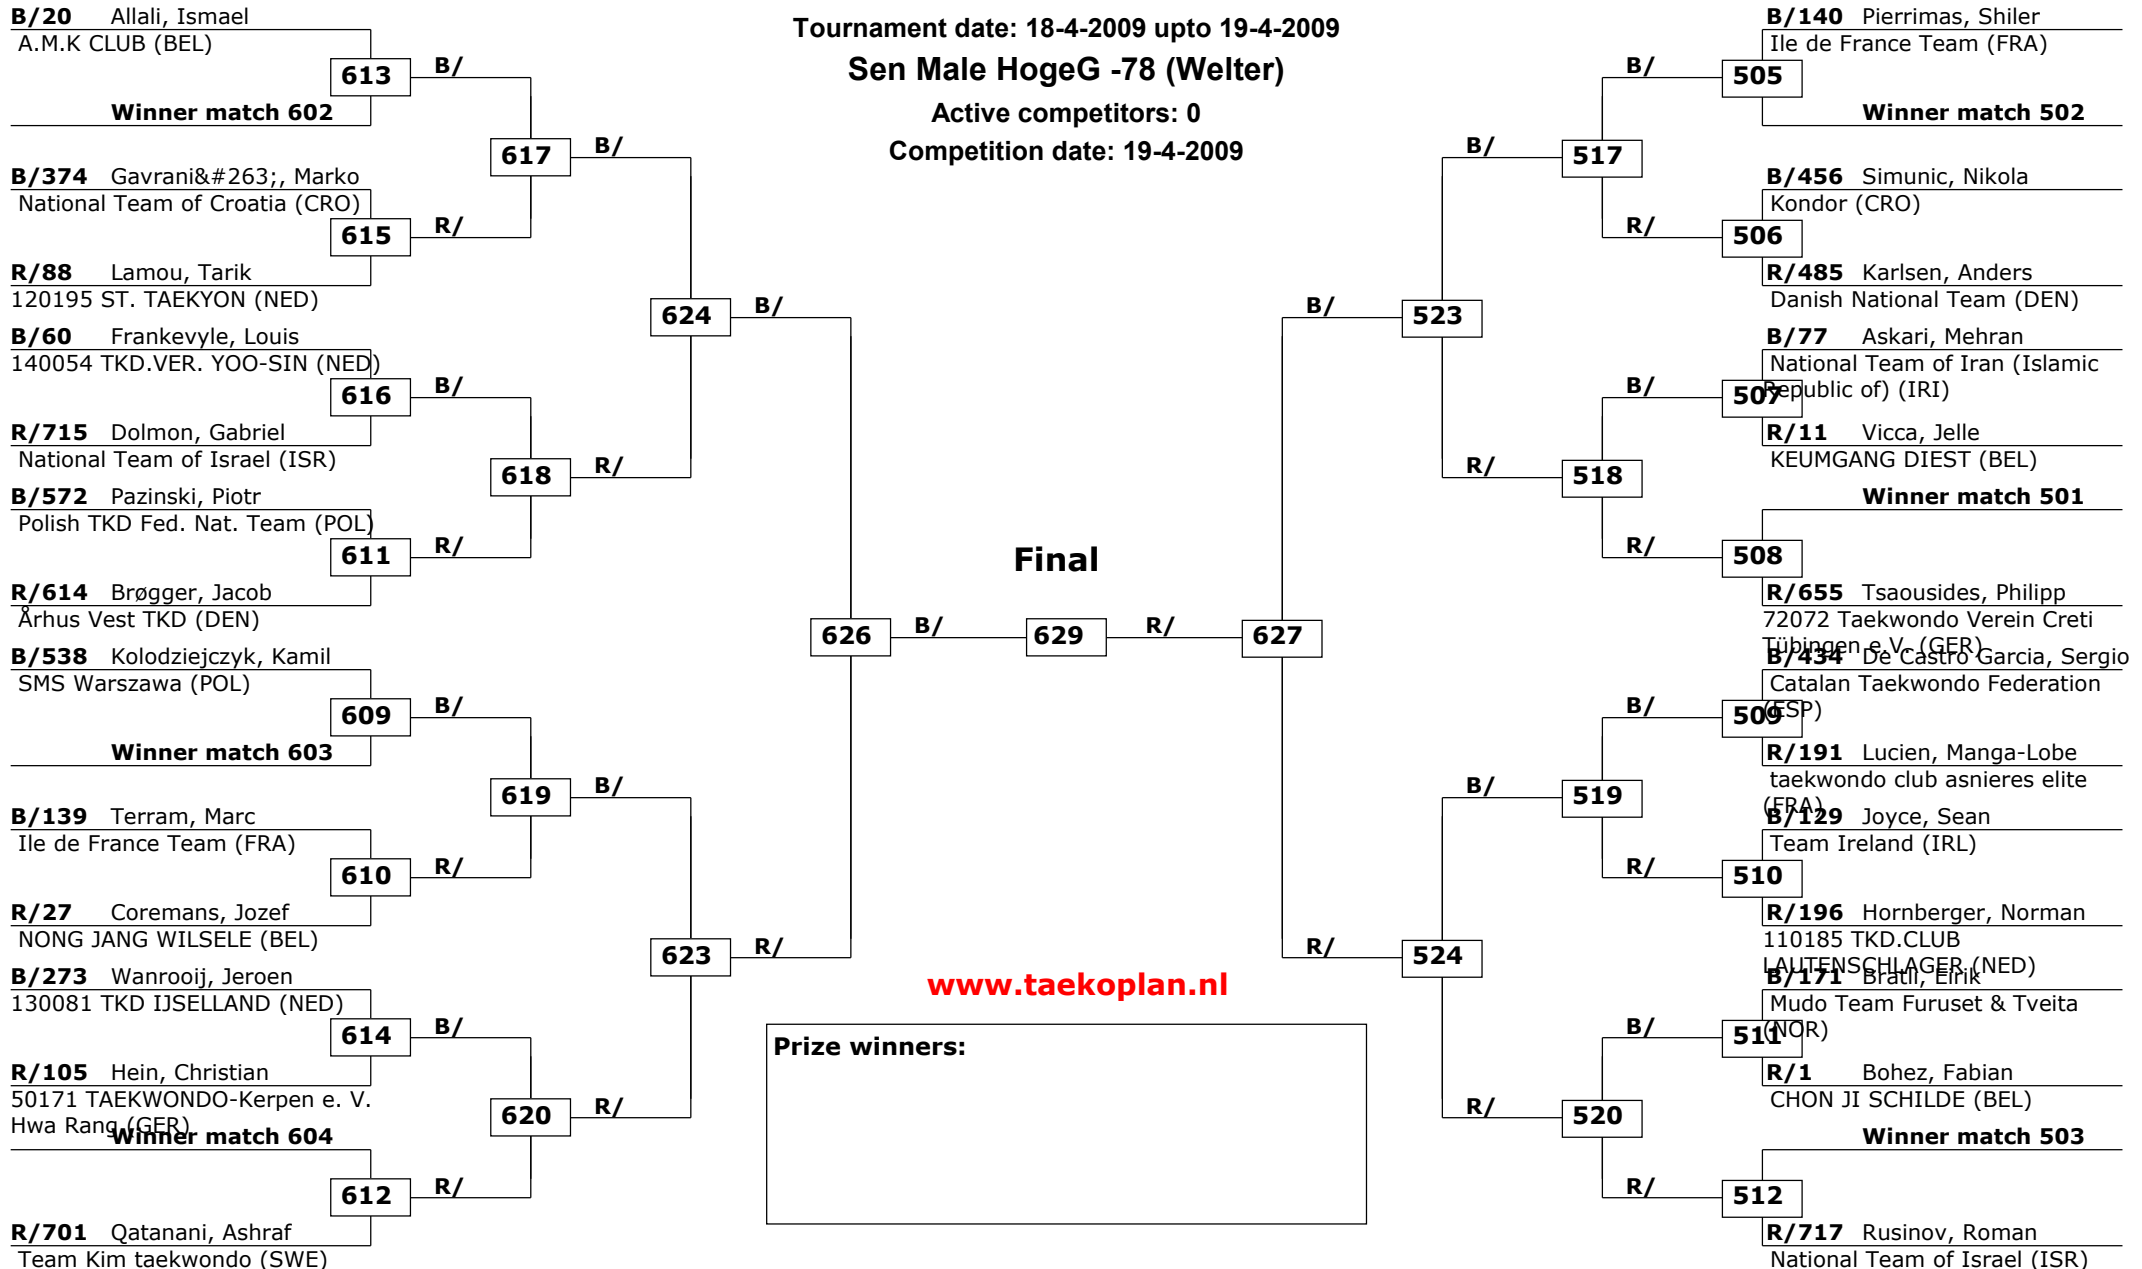 Tournament date: 18-4-2009 upto 19-4-2009
Sen Male HogeG -78 (Welter)
Active competitors: 0
Competition date: 19-4-2009
B/20 Allali, Ismael
A.M.K CLUB (BEL)
613
B/
Winner match 602
617
B/
B/374 Gavrani&#263;, Marko
National Team of Croatia (CRO)
615
R/
R/88 Lamou, Tarik
120195 ST. TAEKYON (NED)
624
B/
B/60 Frankevyle, Louis
140054 TKD.VER. YOO-SIN (NED)
616
B/
R/715 Dolmon, Gabriel
National Team of Israel (ISR)
618
R/
B/572 Pazinski, Piotr
Polish TKD Fed. Nat. Team (POL)
611
R/
R/614 Brøgger, Jacob
Århus Vest TKD (DEN)
626
B/
B/538 Kolodziejczyk, Kamil
SMS Warszawa (POL)
609
B/
Winner match 603
619
B/
B/139 Terram, Marc
Ile de France Team (FRA)
610
R/
R/27 Coremans, Jozef
NONG JANG WILSELE (BEL)
623
R/
B/273 Wanrooij, Jeroen
130081 TKD IJSELLAND (NED)
614
B/
R/105 Hein, Christian
50171 TAEKWONDO-Kerpen e. V.
Hwa Rang (GER)
620
R/
Winner match 604
612
R/
R/701 Qatanani, Ashraf
Team Kim taekwondo (SWE)
Final
629
R/
627
www.taekoplan.nl
Prize winners:
B/140 Pierrimas, Shiler
Ile de France Team (FRA)
B/
505
Winner match 502
B/
517
B/456 Simunic, Nikola
Kondor (CRO)
R/
506
R/485 Karlsen, Anders
Danish National Team (DEN)
B/
523
B/77 Askari, Mehran
National Team of Iran (Islamic
Republic of) (IRI)
B/
507
R/11 Vicca, Jelle
KEUMGANG DIEST (BEL)
R/
518
Winner match 501
R/
508
R/655 Tsaousides, Philipp
72072 Taekwondo Verein Creti
Tübingen e.V. (GER)
B/434 De Castro Garcia, Sergio
Catalan Taekwondo Federation
(ESP)
B/
509
R/191 Lucien, Manga-Lobe
taekwondo club asnieres elite
(FRA)
B/
519
B/129 Joyce, Sean
Team Ireland (IRL)
R/
510
R/196 Hornberger, Norman
110185 TKD.CLUB
LAUTENSCHLAGER (NED)
R/
524
B/171 Bratli, Eirik
Mudo Team Furuset & Tveita
(NOR)
B/
511
R/1 Bohez, Fabian
CHON JI SCHILDE (BEL)
R/
520
Winner match 503
R/
512
R/717 Rusinov, Roman
National Team of Israel (ISR)